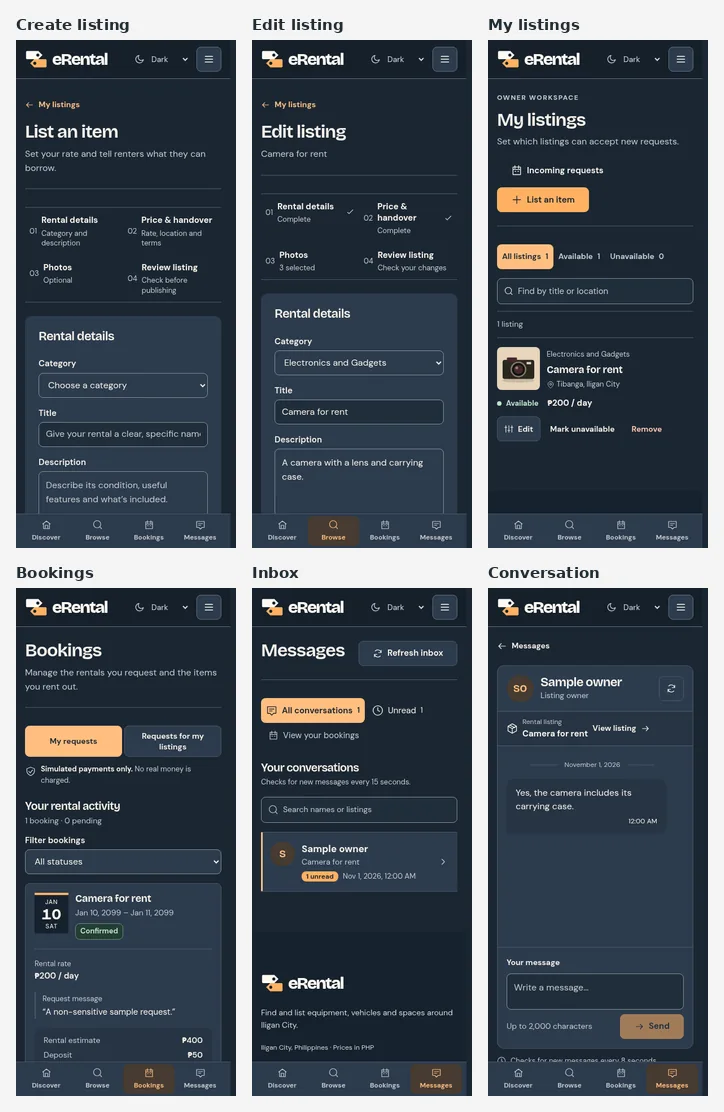 Create listing
eRental
Dark
My listings
List an item
Set your rate and tell renters what they can
borrow.
01 Rental details
Category and
description
02 Price & handover
Rate, location and
terms
03 Photos
Optional
04 Review listing
Check before
publishing
Rental details
Category
Choose a category
Title
Give your rental a clear, specific name
Description
Describe its condition, useful
features and what's included.
Discover
Browse
Bookings
Messages
Edit listing
eRental
Dark
My listings
Edit listing
Camera for rent
01 Rental details
Complete
02 Price &
handover
Complete
03 Photos
3 selected
04 Review listing
Check your changes
Rental details
Category
Electronics and Gadgets
Title
Camera for rent
Description
A camera with a lens and carrying
case.
Discover
Browse
Bookings
Messages
My listings
eRental
Dark
OWNER WORKSPACE
My listings
Set which listings can accept new requests.
Incoming requests
List an item
All listings 1
Available 1
Unavailable 0
Find by title or location
1 listing
Electronics and Gadgets
Camera for rent
Tibanga, Iligan City
Available
₱200 / day
Edit
Mark unavailable
Remove
Discover
Browse
Bookings
Messages
Bookings
eRental
Dark
Bookings
Manage the rentals you request and the items
you rent out.
My requests
Requests for my
listings
Simulated payments only. No real money is
charged.
Your rental activity
1 booking · 0 pending
Filter bookings
All statuses
JAN
10
SAT
Camera for rent
Jan 10, 2099 – Jan 11, 2099
Confirmed
Rental rate
₱200 / day
Request message
“A non-sensitive sample request.”
Rental estimate ₱400
Deposit ₱50
Discover
Browse
Bookings
Messages
Inbox
eRental
Dark
Messages
Refresh inbox
All conversations 1
Unread 1
View your bookings
Your conversations
Checks for new messages every 15 seconds.
Search names or listings
S
Sample owner
Camera for rent
1 unread Nov 1, 2026, 12:00 AM
eRental
Find and list equipment, vehicles and spaces around
Iligan City.
Iligan City, Philippines · Prices in PHP
Discover
Browse
Bookings
Messages
Conversation
eRental
Dark
Messages
SO
Sample owner
Listing owner
Rental listing
Camera for rent
View listing
November 1, 2026
Yes, the camera includes its
carrying case.
12:00 AM
Your message
Write a message...
Up to 2,000 characters
Send
Checks for new messages every 8 seconds.
Discover
Browse
Bookings
Messages